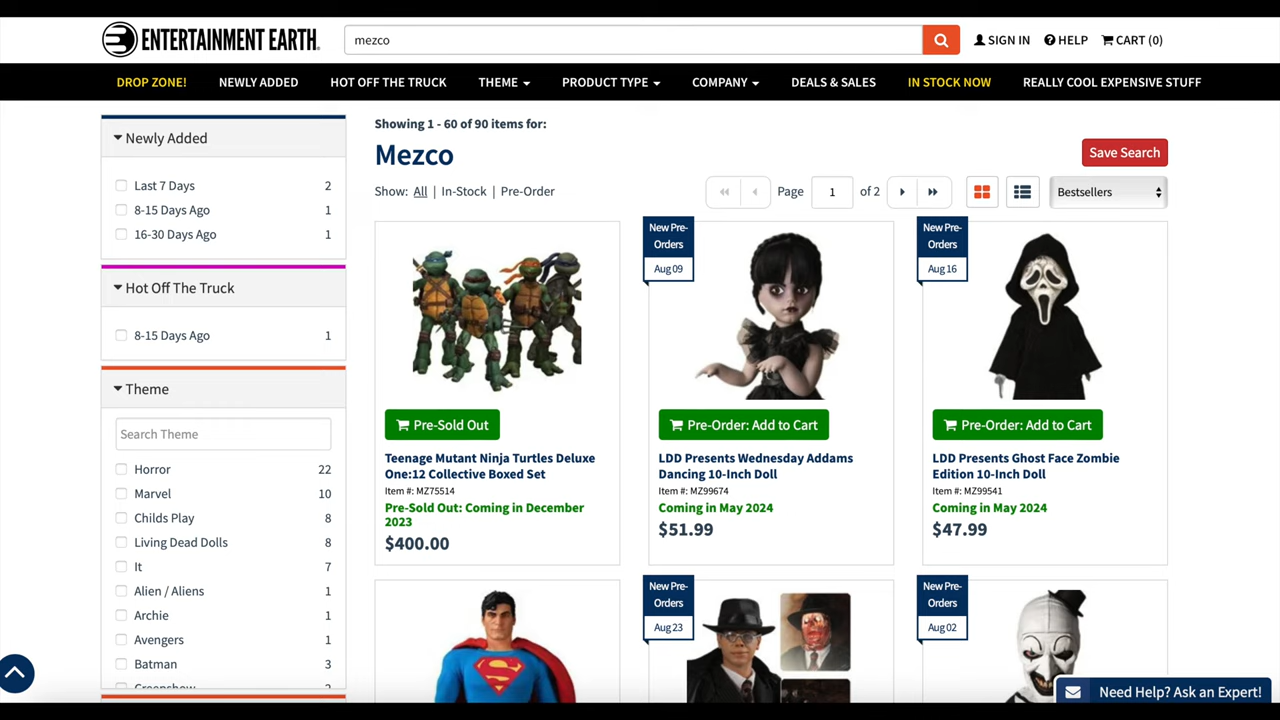 ENTERTAINMENT EARTH
mezco
SIGN IN
HELP
CART (0)
DROP ZONE!
NEWLY ADDED
HOT OFF THE TRUCK
THEME
PRODUCT TYPE
COMPANY
DEALS & SALES
IN STOCK NOW
REALLY COOL EXPENSIVE STUFF
Newly Added
Last 7 Days 2
8-15 Days Ago 1
16-30 Days Ago 1
Hot Off The Truck
8-15 Days Ago 1
Theme
Search Theme
Horror 22
Marvel 10
Childs Play 8
Living Dead Dolls 8
It 7
Alien / Aliens 1
Archie 1
Avengers 1
Batman 3
Showing 1 - 60 of 90 items for:
Mezco
Save Search
Show: All | In-Stock | Pre-Order
Page 1 of 2
Bestsellers
Pre-Sold Out
Teenage Mutant Ninja Turtles Deluxe
One:12 Collective Boxed Set
Item #: MZ75514
Pre-Sold Out: Coming in December
2023
$400.00
New Pre-
Orders
Aug 09
Pre-Order: Add to Cart
LDD Presents Wednesday Addams
Dancing 10-Inch Doll
Item #: MZ99674
Coming in May 2024
$51.99
New Pre-
Orders
Aug 16
Pre-Order: Add to Cart
LDD Presents Ghost Face Zombie
Edition 10-Inch Doll
Item #: MZ99541
Coming in May 2024
$47.99
New Pre-
Orders
Aug 23
New Pre-
Orders
Aug 02
Need Help? Ask an Expert!